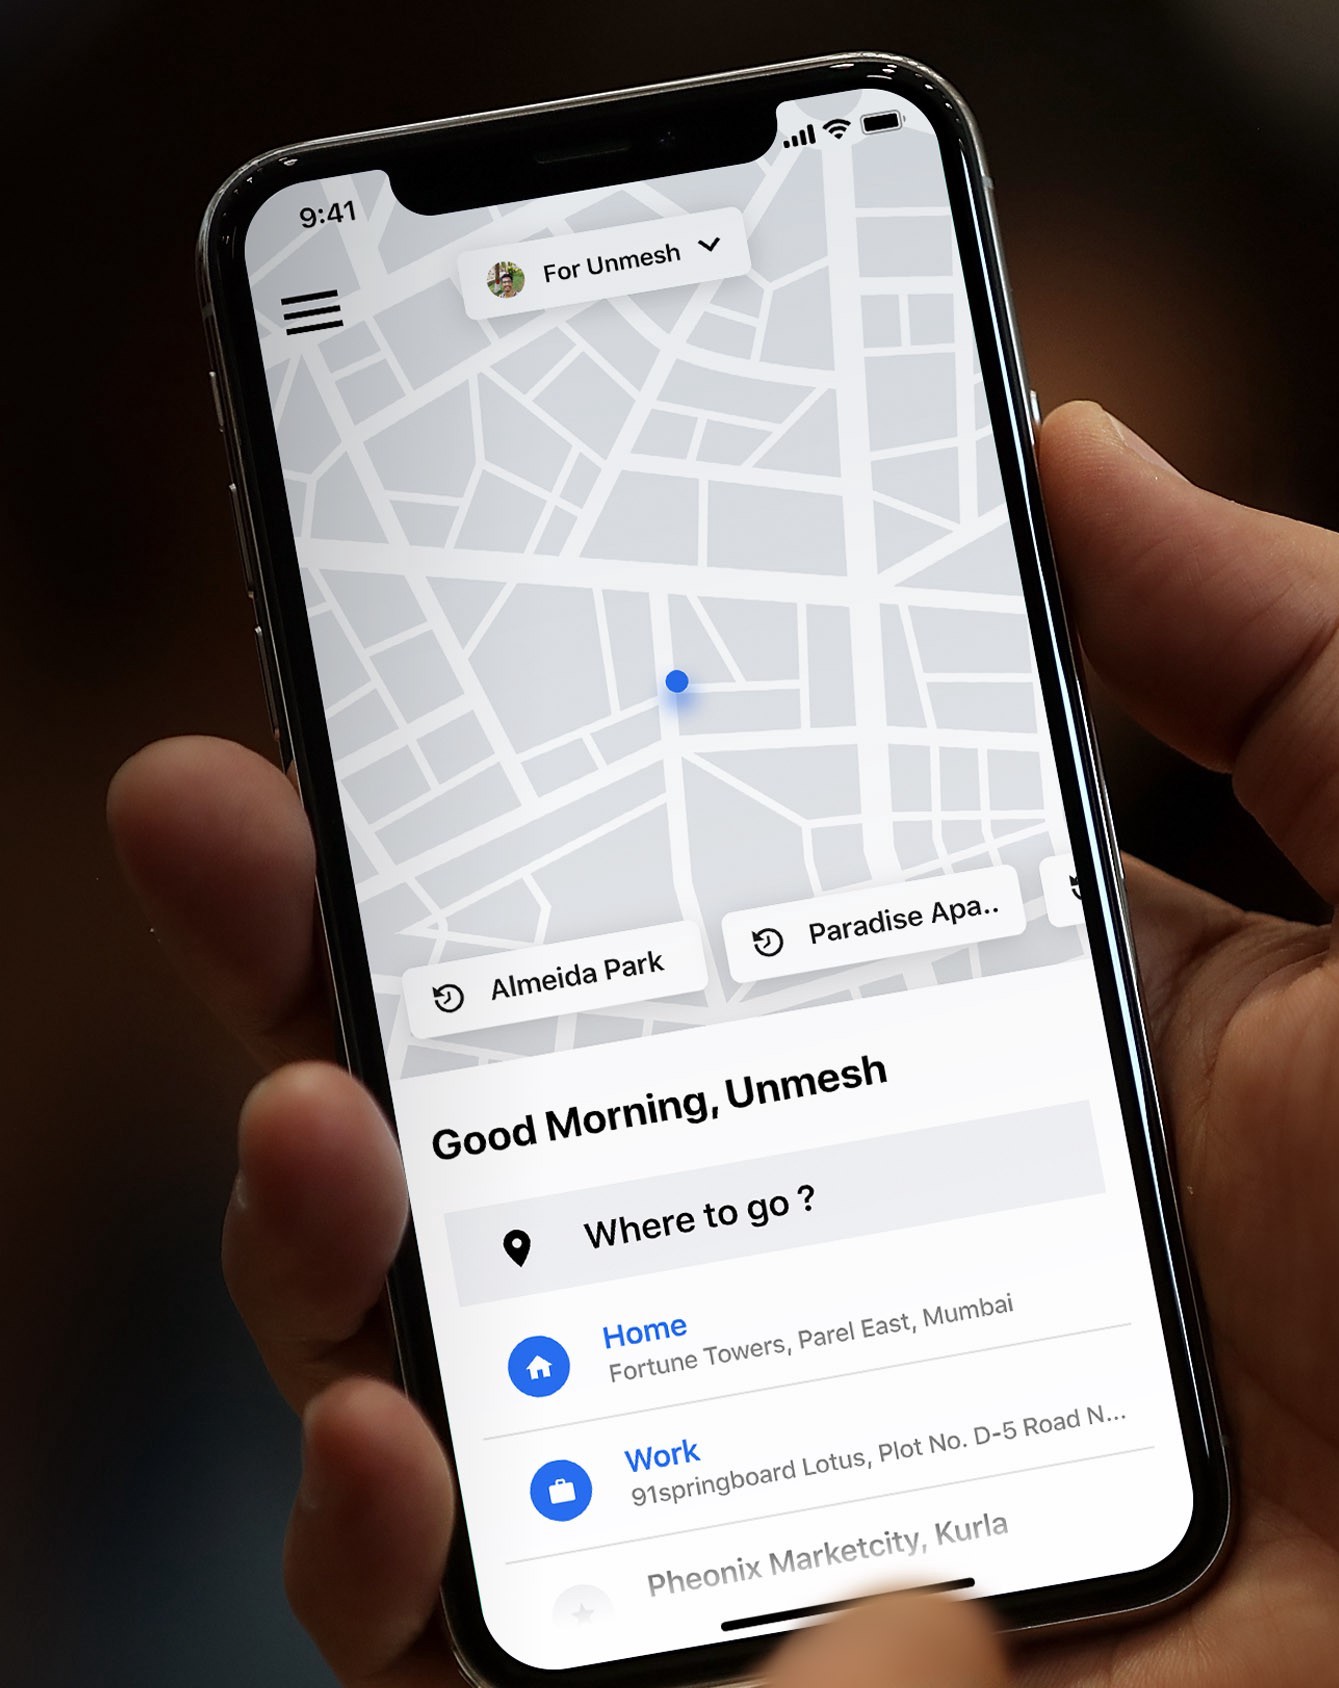 9:41
For Unmesh
Almeida Park
Paradise Apa..
Good Morning, Unmesh
Where to go ?
Home
Fortune Towers, Parel East, Mumbai
Work
91springboard Lotus, Plot No. D-5 Road N...
Pheonix Marketcity, Kurla